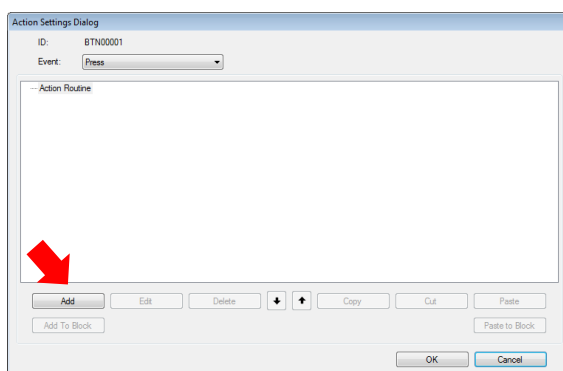 Action Settings Dialog
ID: BTN00001
Event: Press
Action Routine
Add Edit Delete Copy Cut Paste
Add To Block Paste to Block
OK Cancel